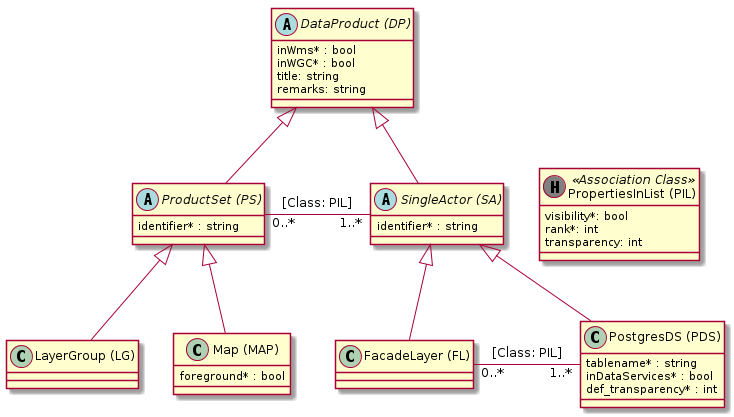 A DataProduct (DP)
inWms* : bool
inWGC* : bool
title: string
remarks: string
A ProductSet (PS)
identifier* : string
[Class: PIL]
0..* 1..*
A SingleActor (SA)
identifier* : string
H «Association Class»
PropertiesInList (PIL)
visibility*: bool
rank*: int
transparency: int
C LayerGroup (LG)
C Map (MAP)
foreground* : bool
C FacadeLayer (FL)
[Class: PIL]
0..* 1..*
C PostgresDS (PDS)
tablename* : string
inDataServices* : bool
def_transparency* : int